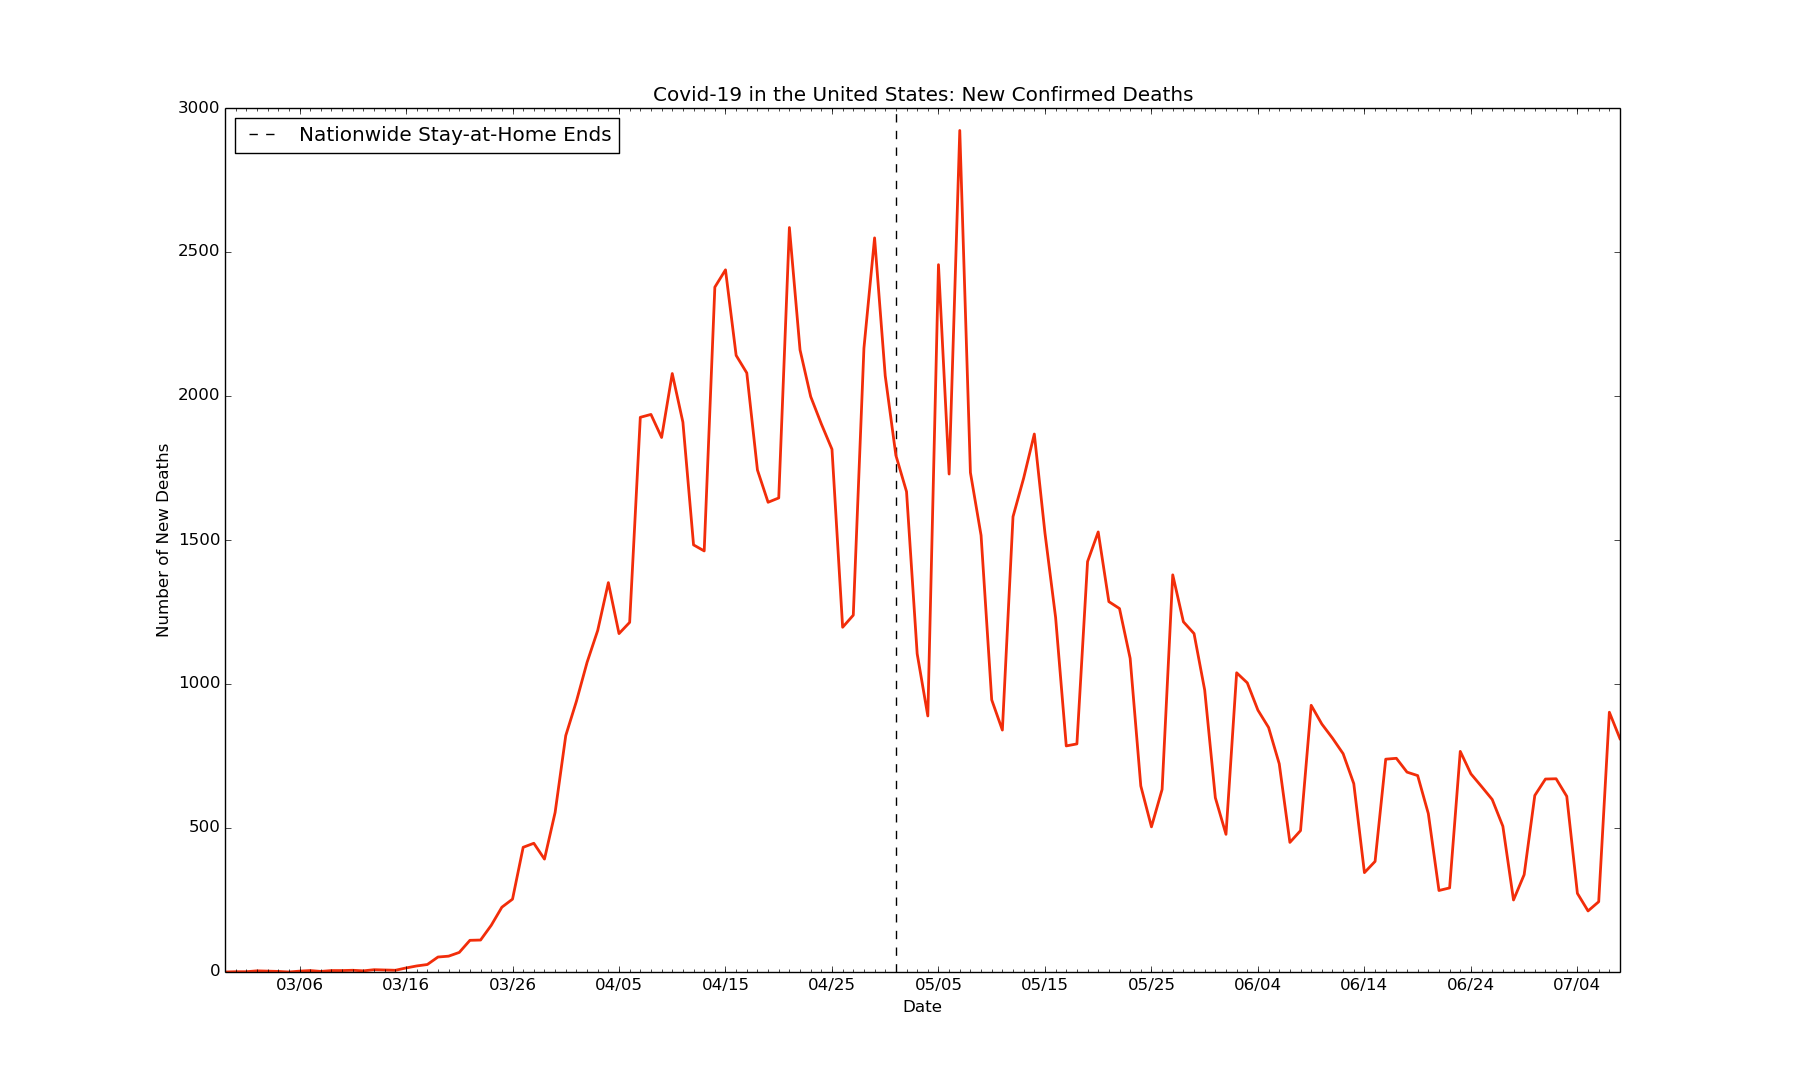 Covid-19 in the United States: New Confirmed Deaths
Nationwide Stay-at-Home Ends
Number of New Deaths
3000
2500
2000
1500
1000
500
0
03/06 03/16 03/26 04/05 04/15 04/25 05/05 05/15 05/25 06/04 06/14 06/24 07/04
Date